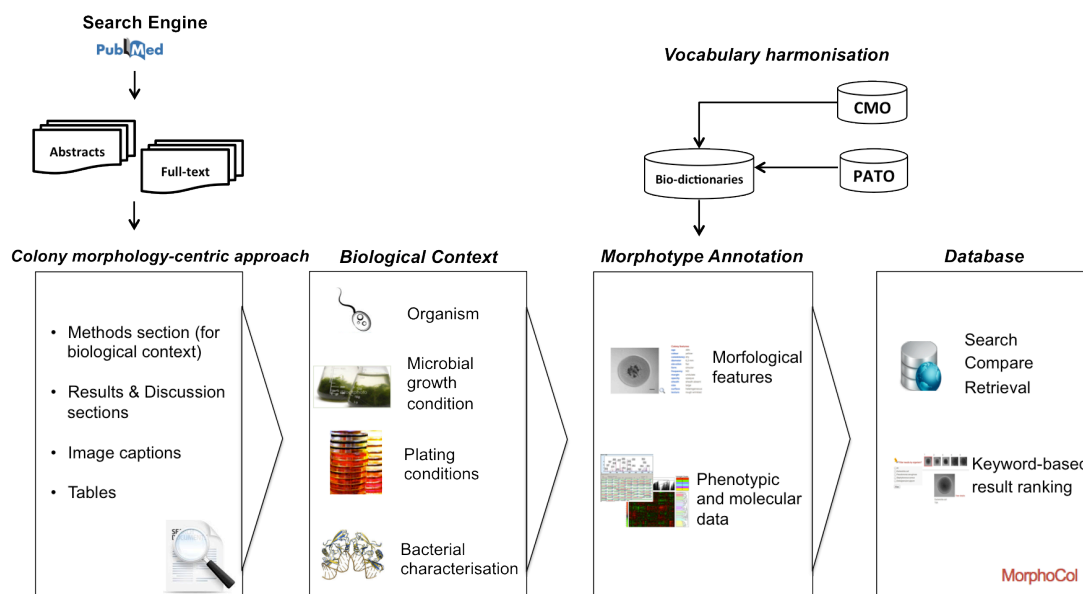 Search Engine
PubMed
Abstracts
Full-text
Vocabulary harmonisation
CMO
Bio-dictionaries
PATO
Colony morphology-centric approach
• Methods section (for
biological context)
• Results & Discussion
sections
• Image captions
• Tables
Biological Context
Organism
Microbial
growth
condition
Plating
conditions
Bacterial
characterisation
Morphotype Annotation
Morfological
features
Phenotypic
and molecular
data
Database
Search
Compare
Retrieval
Keyword-based
result ranking
MorphoCol